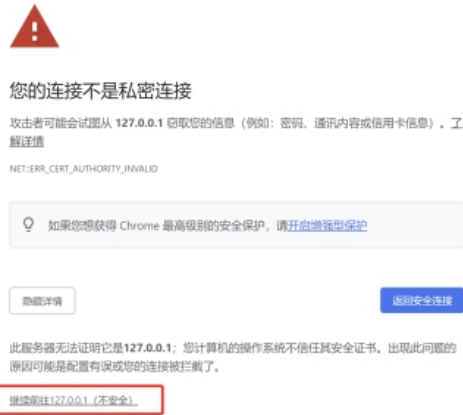 您的连接不是私密连接
攻击者可能会试图从 127.0.0.1 窃取您的信息（例如：密码、通讯内容或信用卡信息）。了
解详情
NET::ERR_CERT_AUTHORITY_INVALID
如果您想获得 Chrome 最高级别的安全保护，请开启增强型保护
隐藏详情
返回安全连接
此服务器无法证明它是127.0.0.1；您计算机的操作系统不信任其安全证书。出现此问题的
原因可能是配置有误或您的连接被拦截了。
继续前往127.0.0.1（不安全）